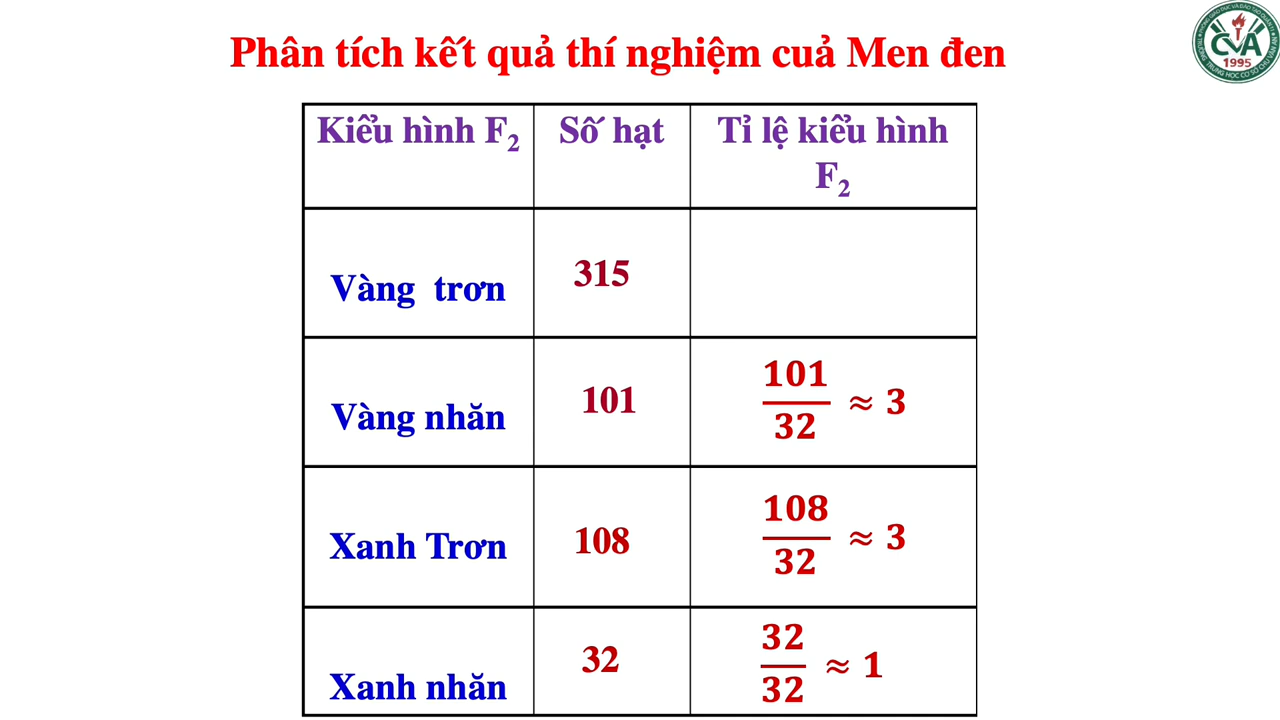 Phân tích kết quả thí nghiệm cuả Men đen
CVA
1995
Kiểu hình F₂ Số hạt Tỉ lệ kiểu hình
F₂
Vàng trơn 315
Vàng nhăn 101 101/32 ≈ 3
Xanh Trơn 108 108/32 ≈ 3
Xanh nhăn 32 32/32 ≈ 1